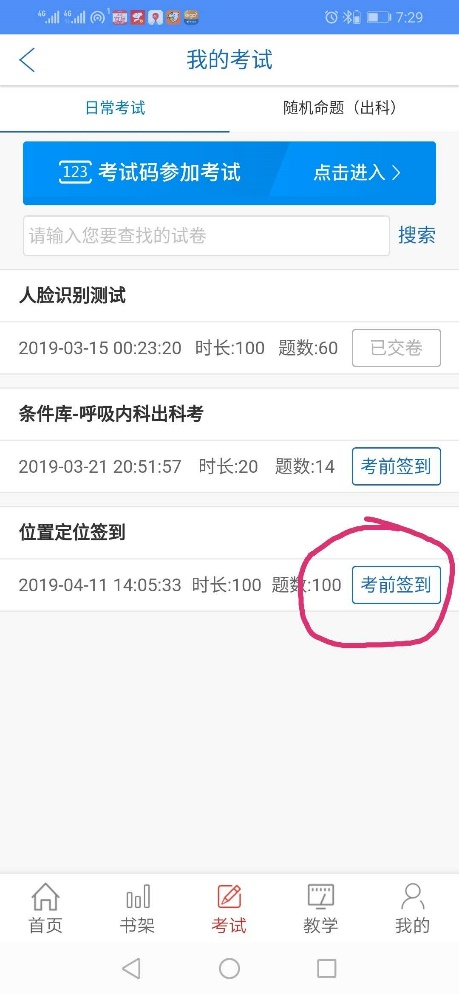 4G 4G 7:29
我的考试
日常考试 随机命题（出科）
123 考试码参加考试 点击进入
请输入您要查找的试卷 搜索
人脸识别测试
2019-03-15 00:23:20 时长:100 题数:60 已交卷
条件库-呼吸内科出科考
2019-03-21 20:51:57 时长:20 题数:14 考前签到
位置定位签到
2019-04-11 14:05:33 时长:100 题数:100 考前签到
首页 书架 考试 教学 我的